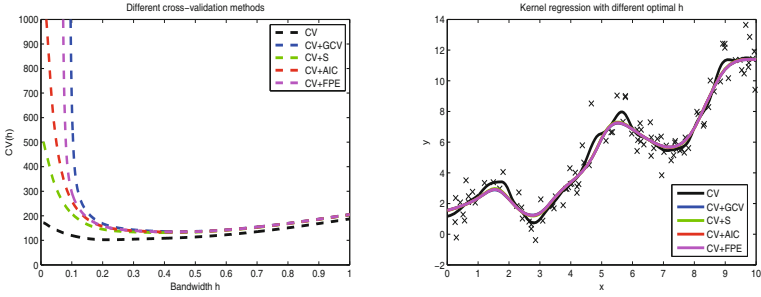 Different cross-validation methods
1000
900
800
700
600
500
400
300
200
100
0
CV(h)
0 0.1 0.2 0.3 0.4 0.5 0.6 0.7 0.8 0.9 1
Bandwidth h
CV
CV+GCV
CV+S
CV+AIC
CV+FPE
Kernel regression with different optimal h
14
12
10
8
6
4
2
0
-2
y
0 1 2 3 4 5 6 7 8 9 10
x
CV
CV+GCV
CV+S
CV+AIC
CV+FPE